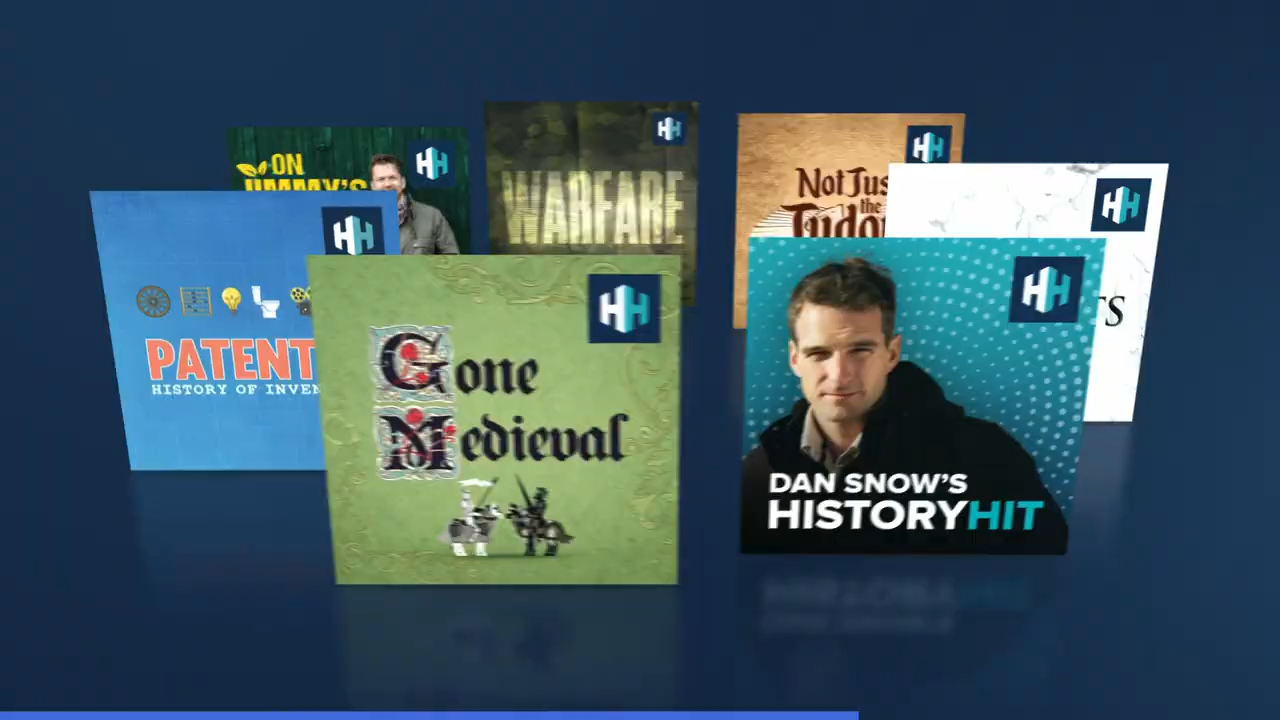 ON
JIMMY'S
HH
WARFARE
HH
Not Jus
the
Tudo
HH
HH
TS
PATENT
HISTORY OF INVEN
HH
Gone
Medieval
HH
DAN SNOW'S
HISTORYHIT
HH